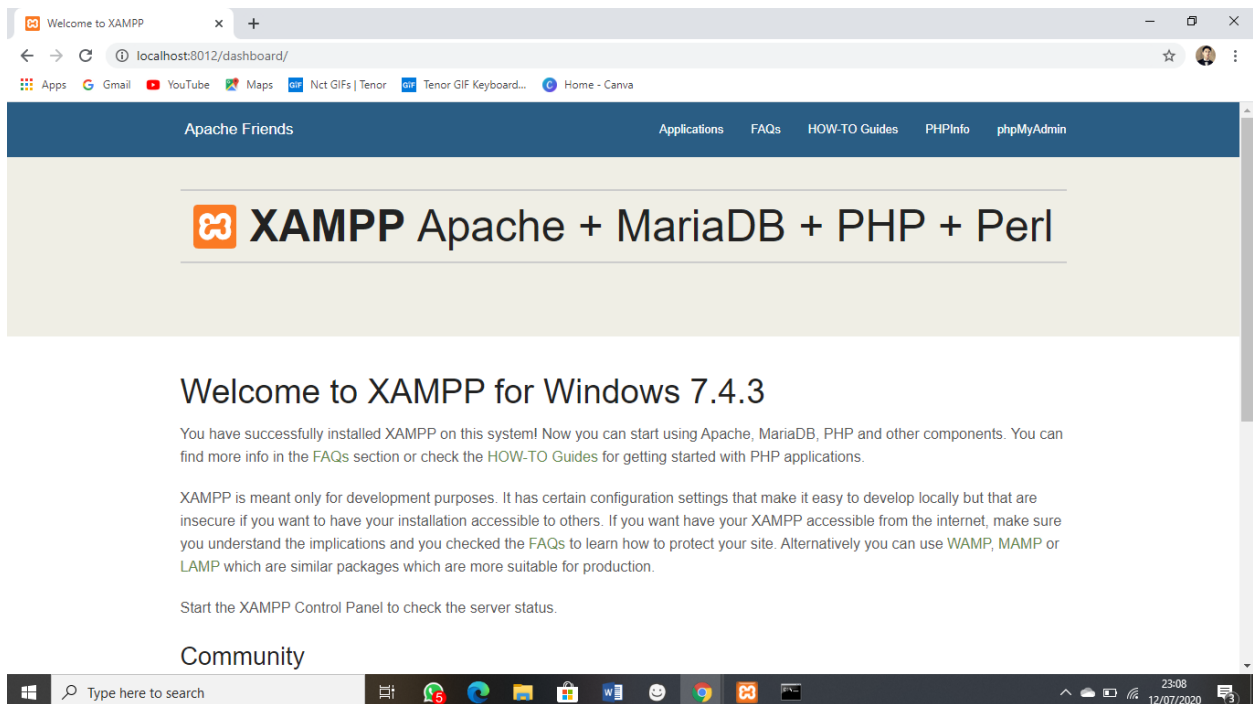 Welcome to XAMPP
localhost:8012/dashboard/
Apps Gmail YouTube Maps Nct GIFs | Tenor Tenor GIF Keyboard... Home - Canva
Apache Friends Applications FAQs HOW-TO Guides PHPInfo phpMyAdmin
XAMPP Apache + MariaDB + PHP + Perl
Welcome to XAMPP for Windows 7.4.3
You have successfully installed XAMPP on this system! Now you can start using Apache, MariaDB, PHP and other components. You can
find more info in the FAQs section or check the HOW-TO Guides for getting started with PHP applications.
XAMPP is meant only for development purposes. It has certain configuration settings that make it easy to develop locally but that are
insecure if you want to have your installation accessible to others. If you want have your XAMPP accessible from the internet, make sure
you understand the implications and you checked the FAQs to learn how to protect your site. Alternatively you can use WAMP, MAMP or
LAMP which are similar packages which are more suitable for production.
Start the XAMPP Control Panel to check the server status.
Community
Type here to search
5
23:08
12/07/2020
3